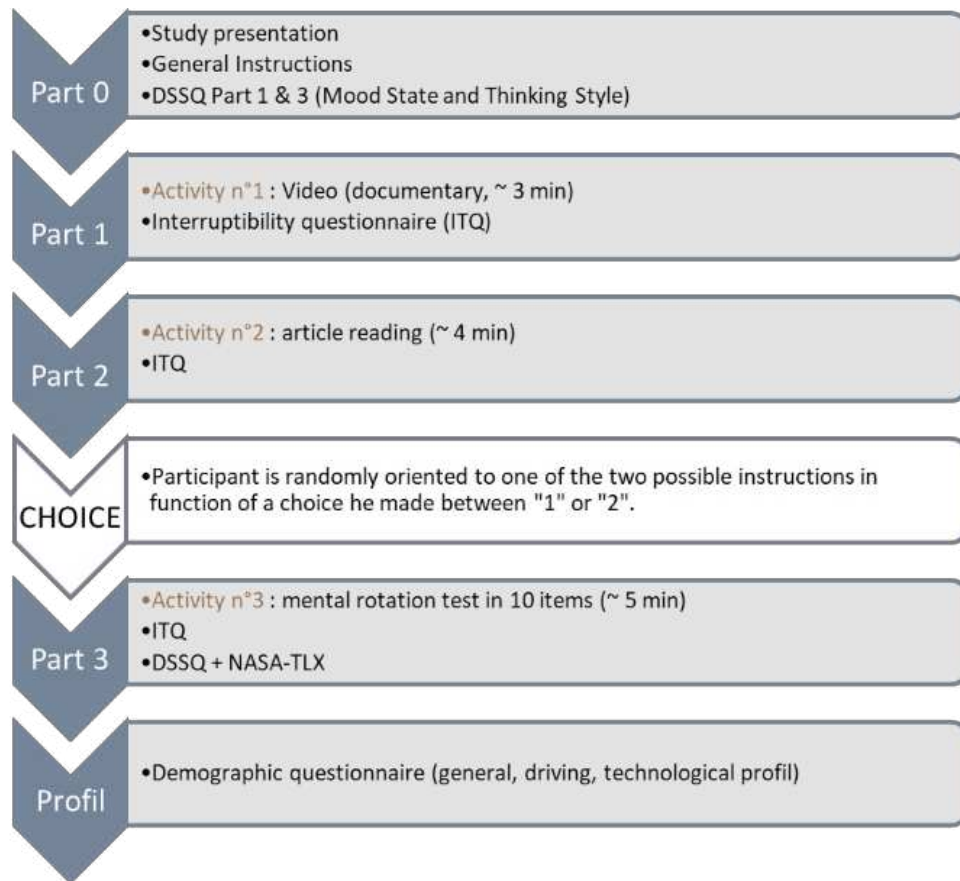 Part 0
•Study presentation
•General Instructions
•DSSQ Part 1 & 3 (Mood State and Thinking Style)
Part 1
•Activity n°1 : Video (documentary, ~ 3 min)
•Interruptibility questionnaire (ITQ)
Part 2
•Activity n°2 : article reading (~ 4 min)
•ITQ
CHOICE
•Participant is randomly oriented to one of the two possible instructions in
function of a choice he made between "1" or "2".
Part 3
•Activity n°3 : mental rotation test in 10 items (~ 5 min)
•ITQ
•DSSQ + NASA-TLX
Profil
•Demographic questionnaire (general, driving, technological profil)